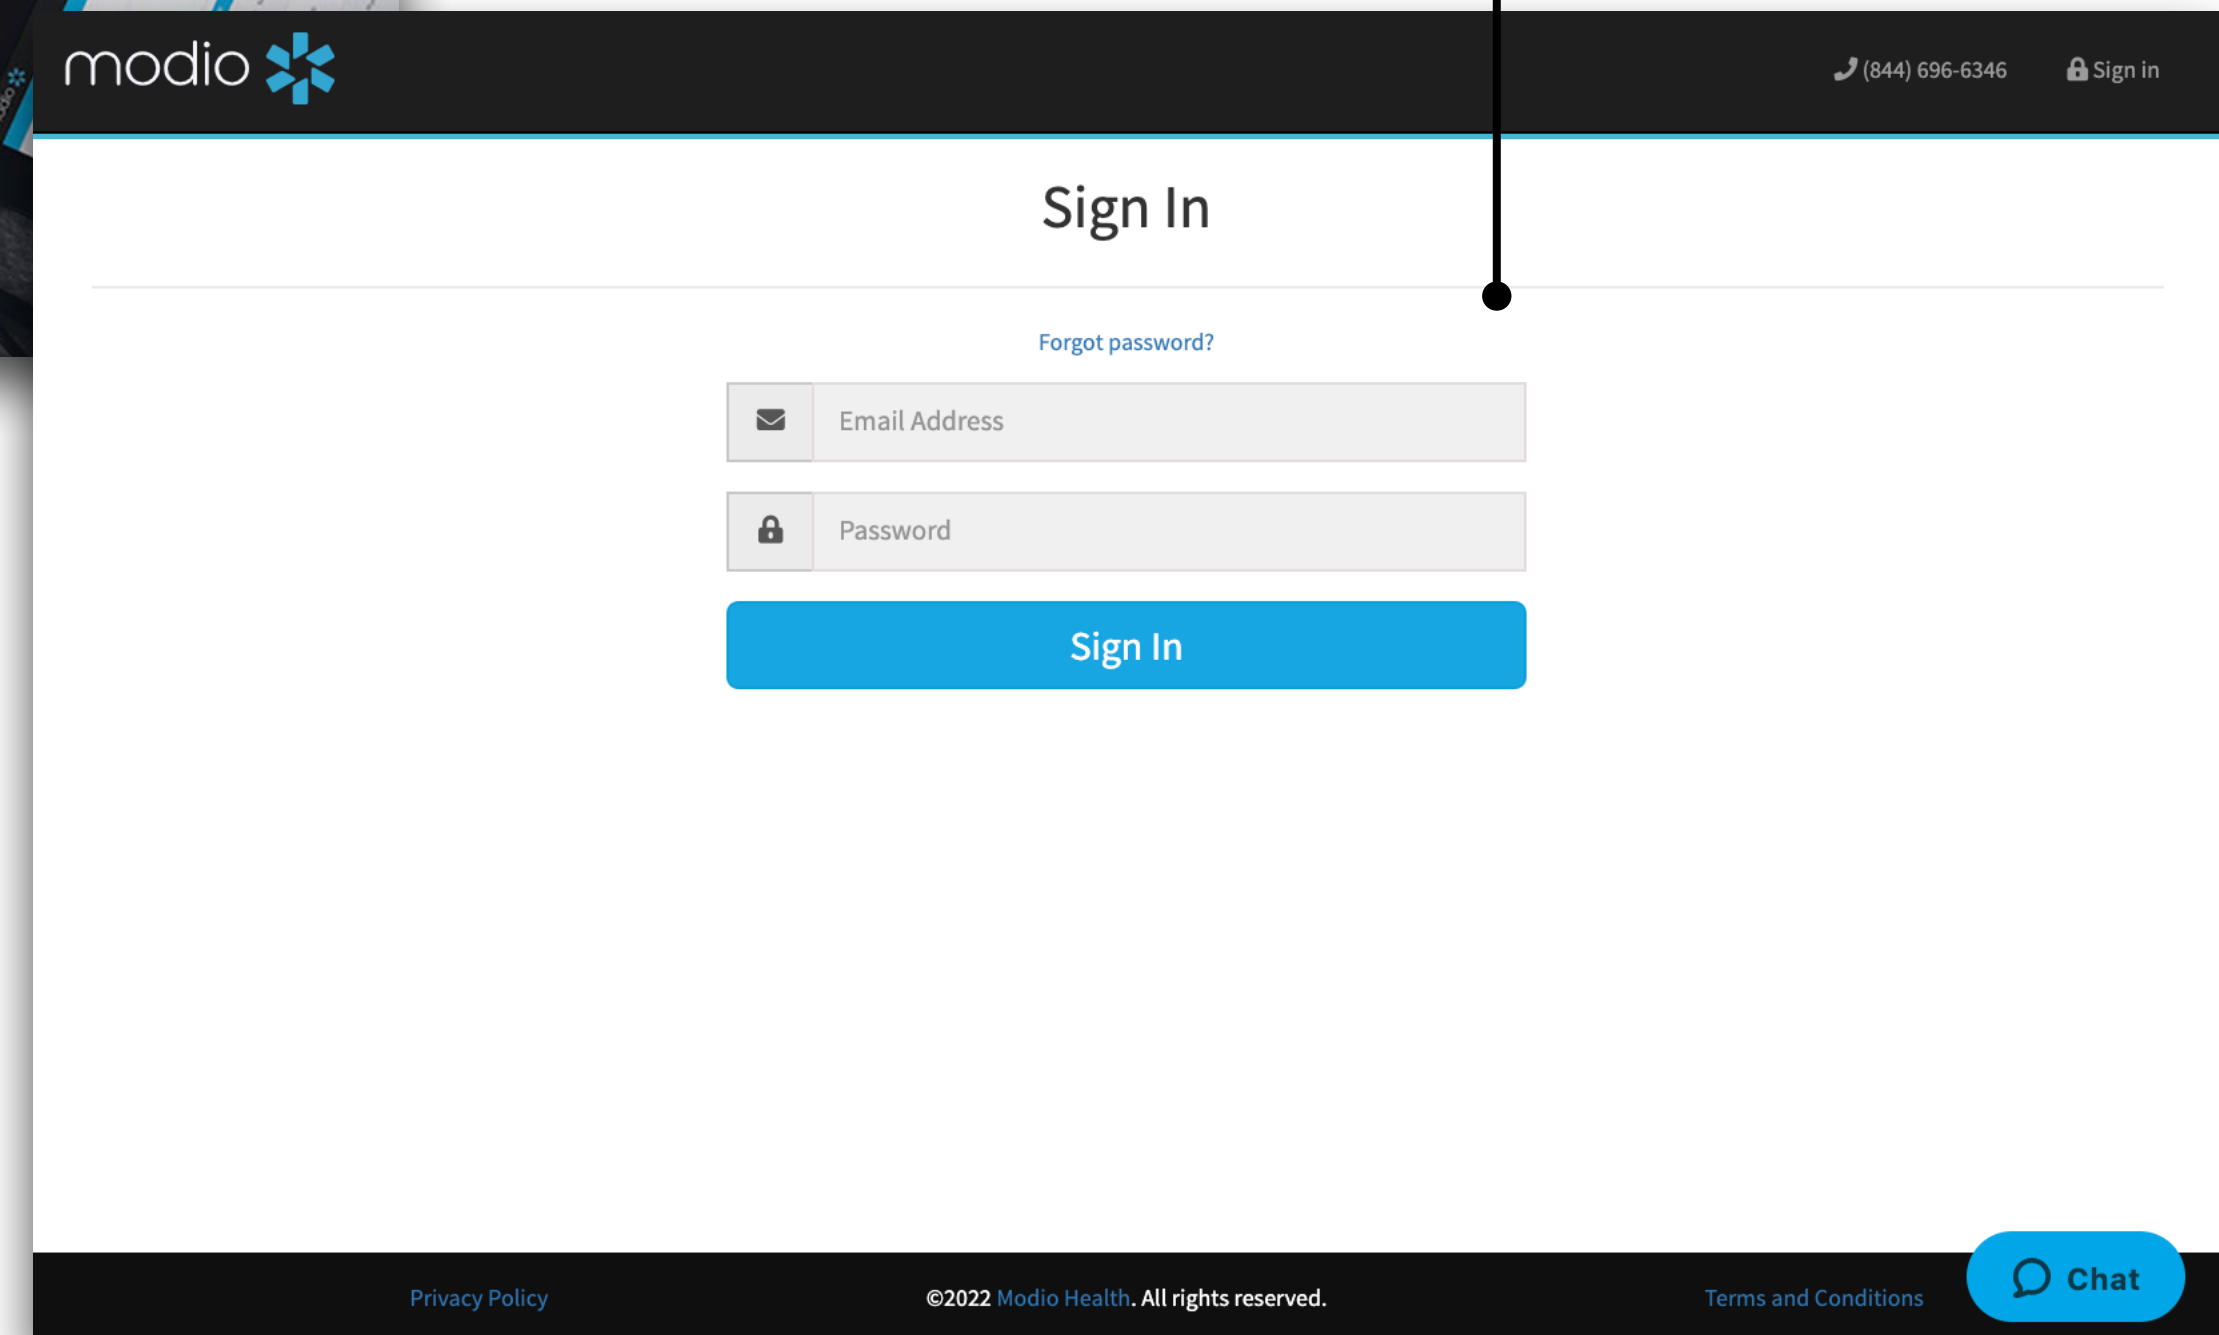 modio
(844) 696-6346
Sign in
Sign In
Forgot password?
Email Address
Password
Sign In
Privacy Policy
©2022 Modio Health. All rights reserved.
Terms and Conditions
Chat